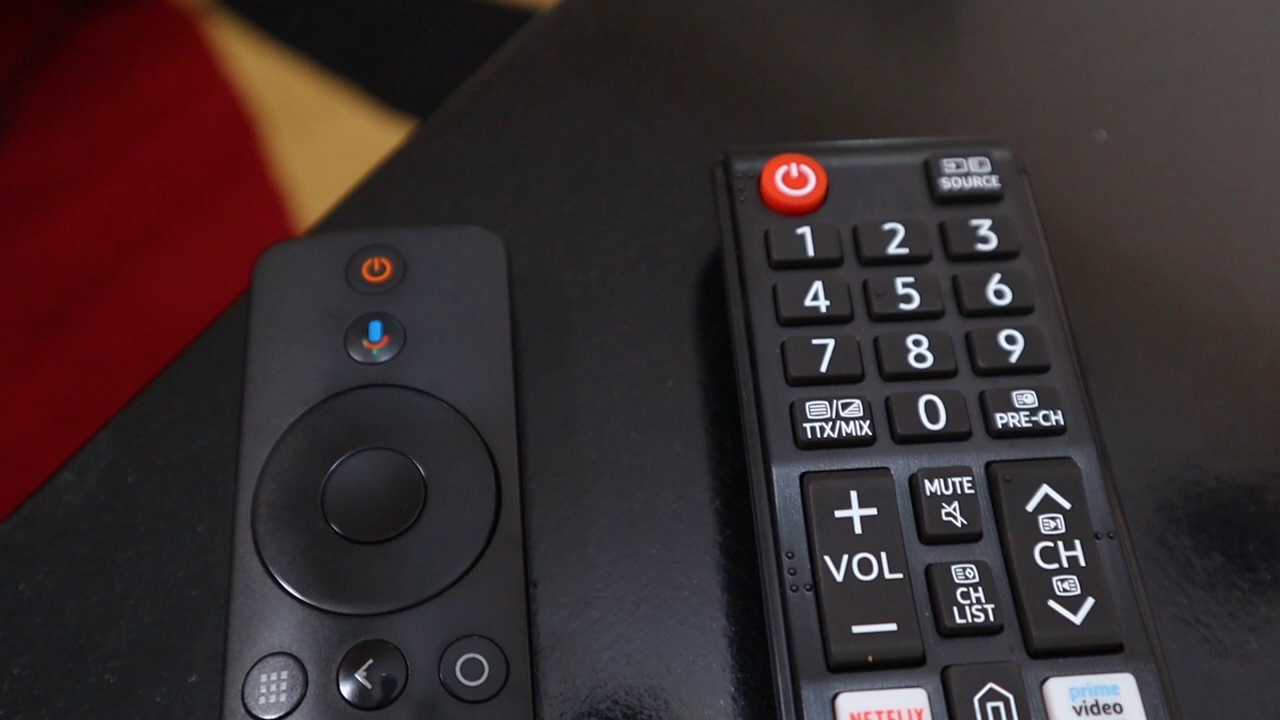 SOURCE
1 2 3
4 5 6
7 8 9
TTX/MIX 0 PRE-CH
+
VOL
–
MUTE
CH
LIST
CH
NETFLIX
prime
video